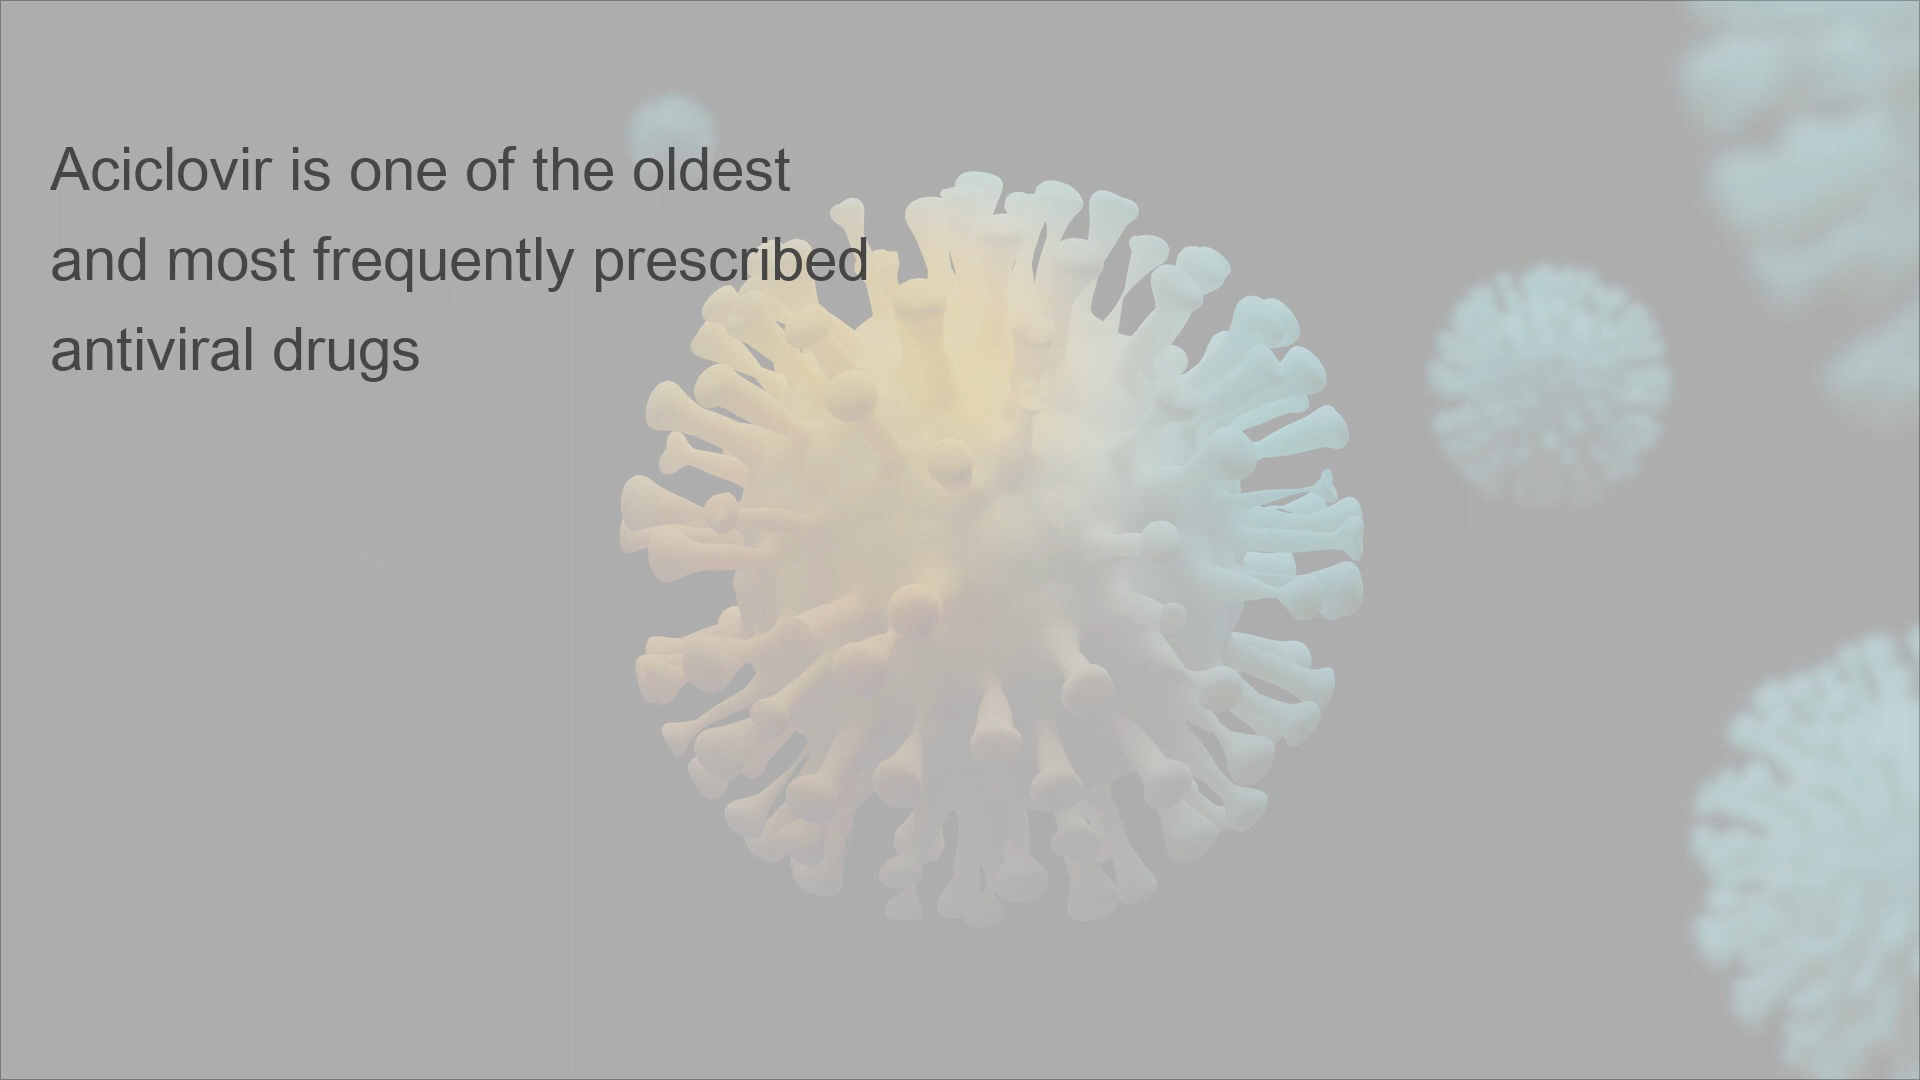 Aciclovir is one of the oldest
and most frequently prescribed
antiviral drugs